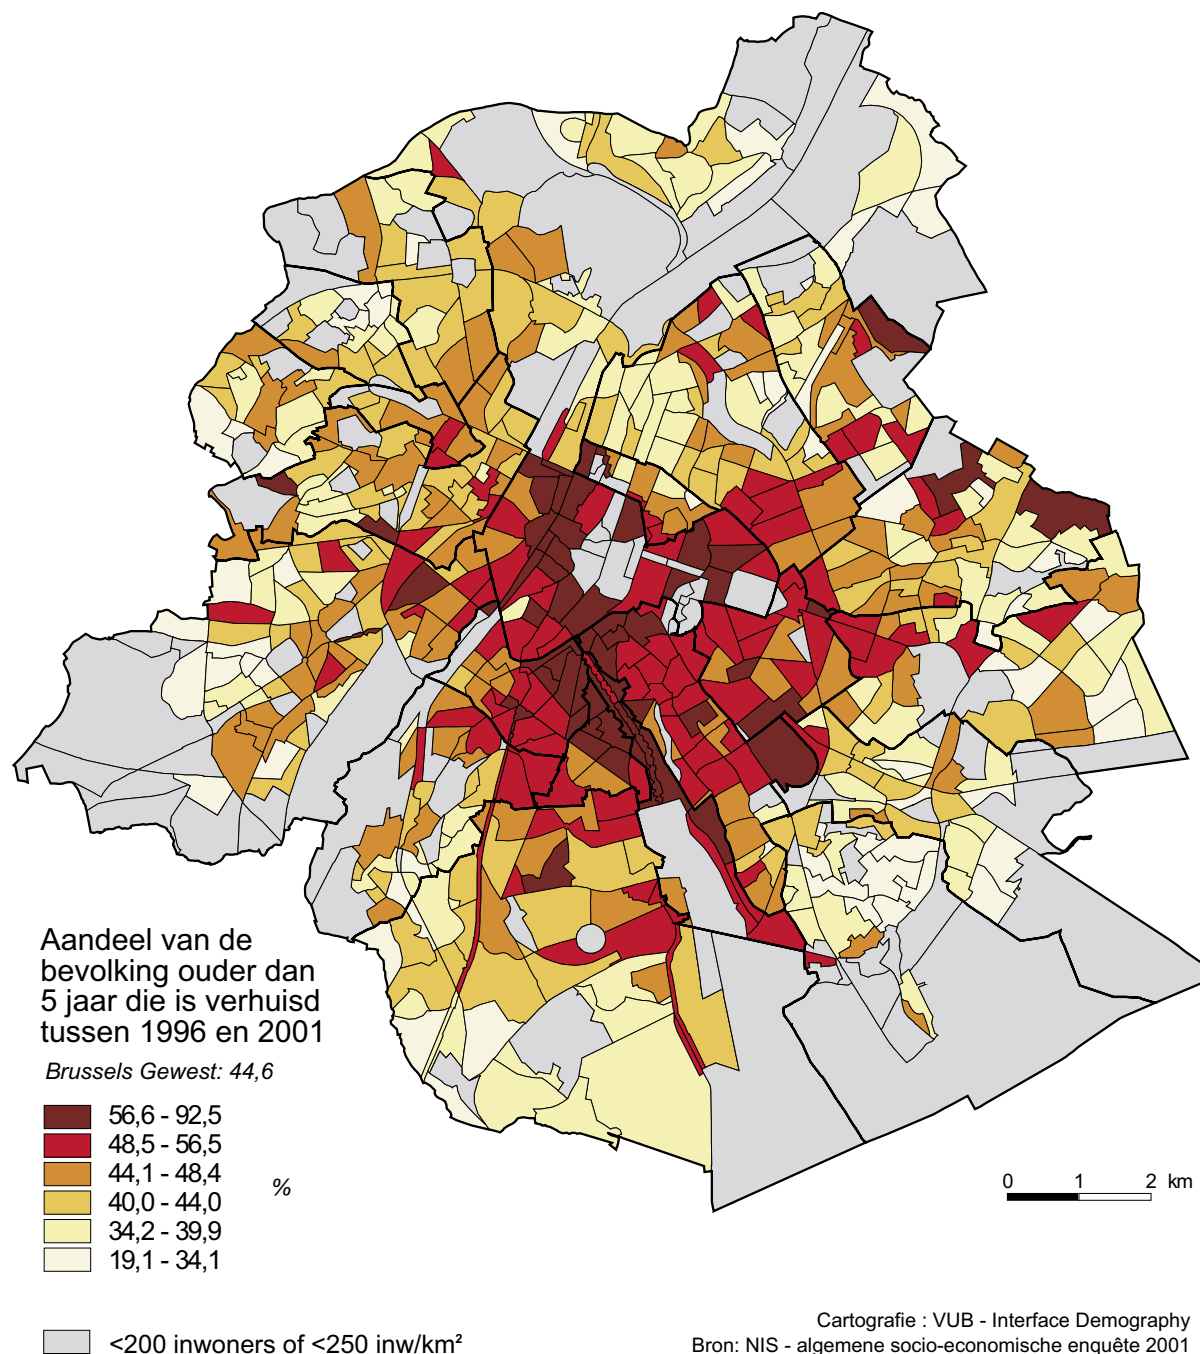 Aandeel van de
bevolking ouder dan
5 jaar die is verhuisd
tussen 1996 en 2001
Brussels Gewest: 44,6
56,6 - 92,5
48,5 - 56,5
44,1 - 48,4
40,0 - 44,0
34,2 - 39,9
19,1 - 34,1
%
<200 inwoners of <250 inw/km²
0 1 2 km
Cartografie : VUB - Interface Demography
Bron: NIS - algemene socio-economische enquête 2001